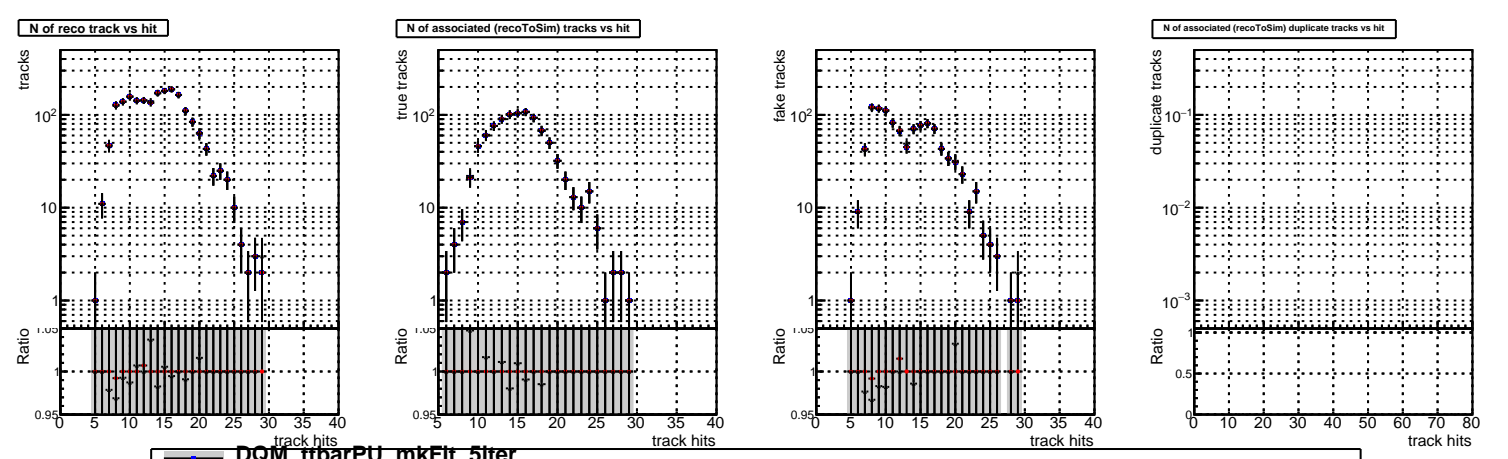 N of reco track vs hit
N of associated (recoToSim) tracks vs hit
N of associated (recoToSim) duplicate tracks vs hit
tracks
10²
10
1
Ratio
1.05
1
0.95
0 5 10 15 20 25 30 35 40
track hits
true tracks
10²
10
1
Ratio
1.05
1
0.95
5 10 15 20 25 30 35 40
track hits
fake tracks
10²
10
1
Ratio
1.05
1
0.95
0 5 10 15 20 25 30 35 40
track hits
duplicate tracks
10⁻¹
10⁻²
10⁻³
Ratio
1
0.5
0
0 10 20 30 40 50 60 70 80
track hits
DQM_ttbarPU_mkFit_5iter